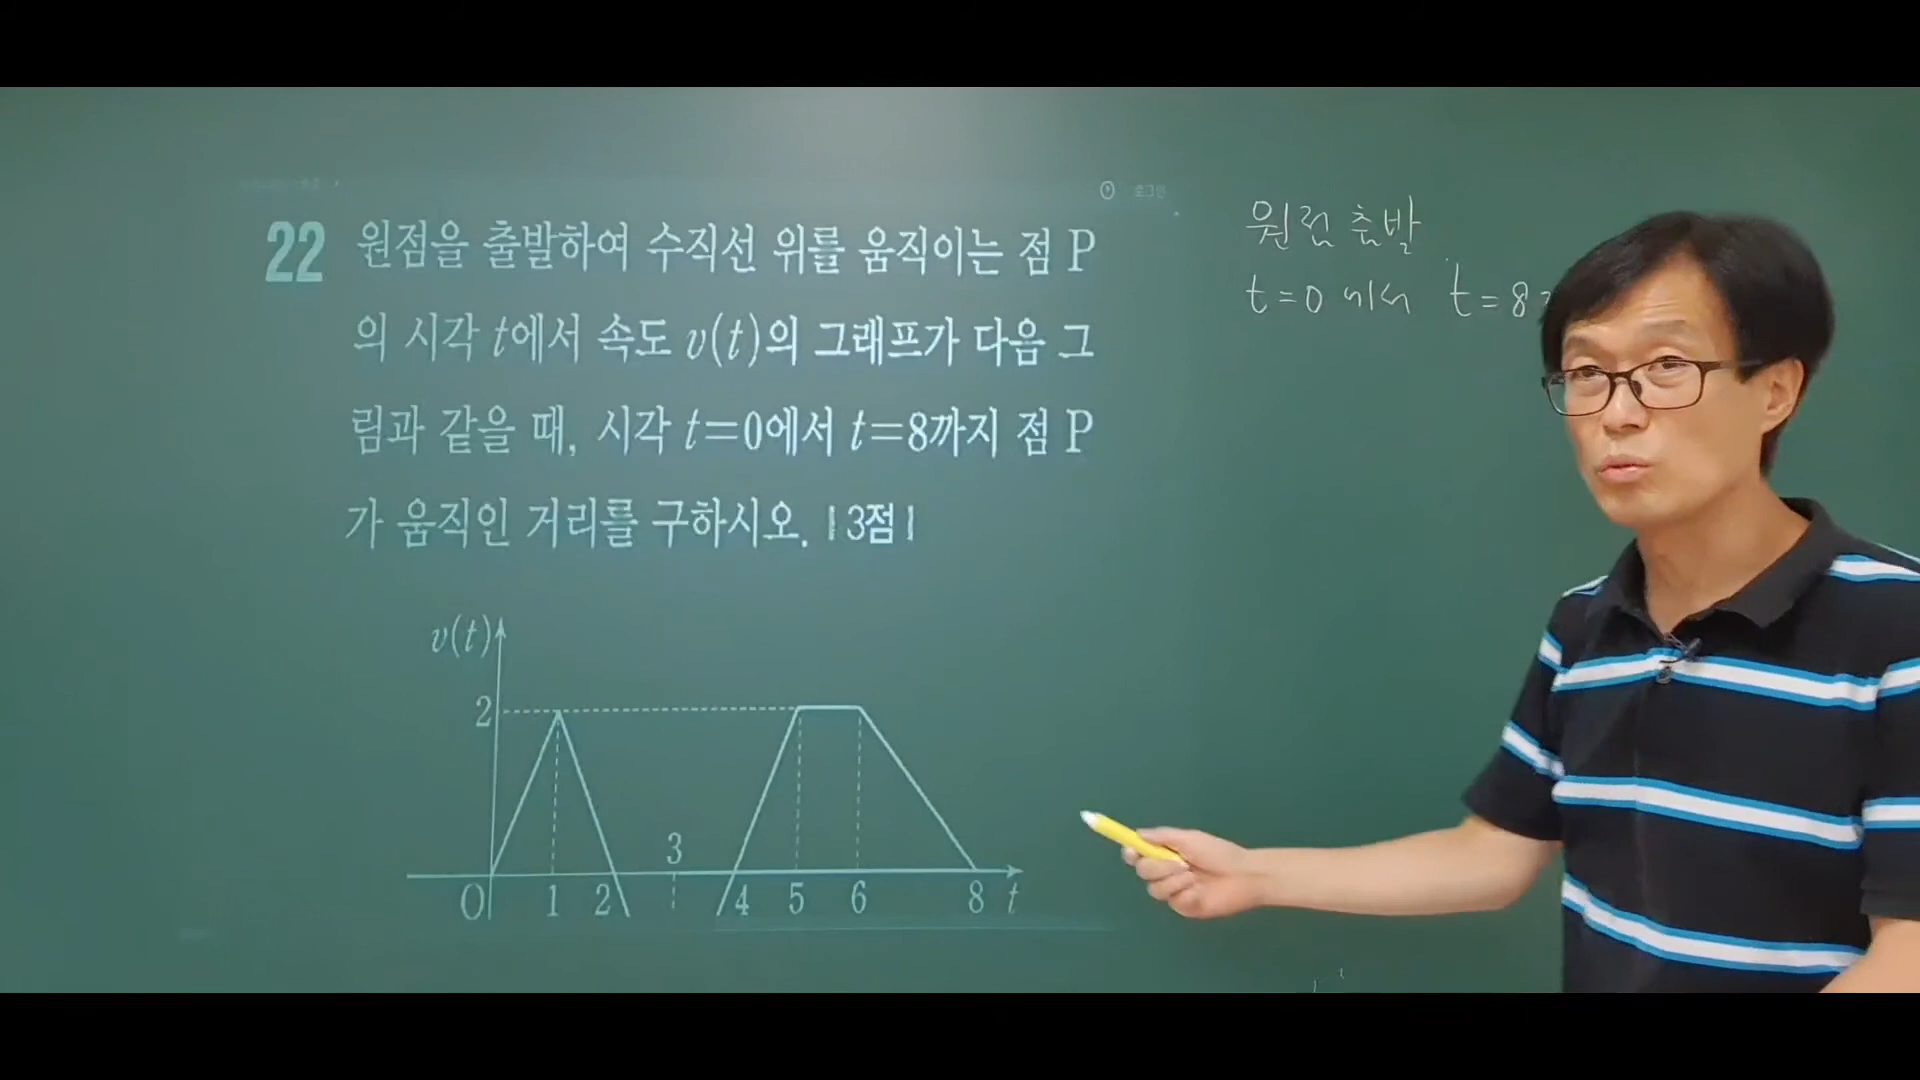 로그인
22 원점을 출발하여 수직선 위를 움직이는 점 P
의 시각 t에서 속도 v(t)의 그래프가 다음 그
림과 같을 때, 시각 t=0에서 t=8까지 점 P
가 움직인 거리를 구하시오. |3점|
원점 출발
t=0 에서 t=8
v(t)
2
3
O 1 2 4 5 6 8 t